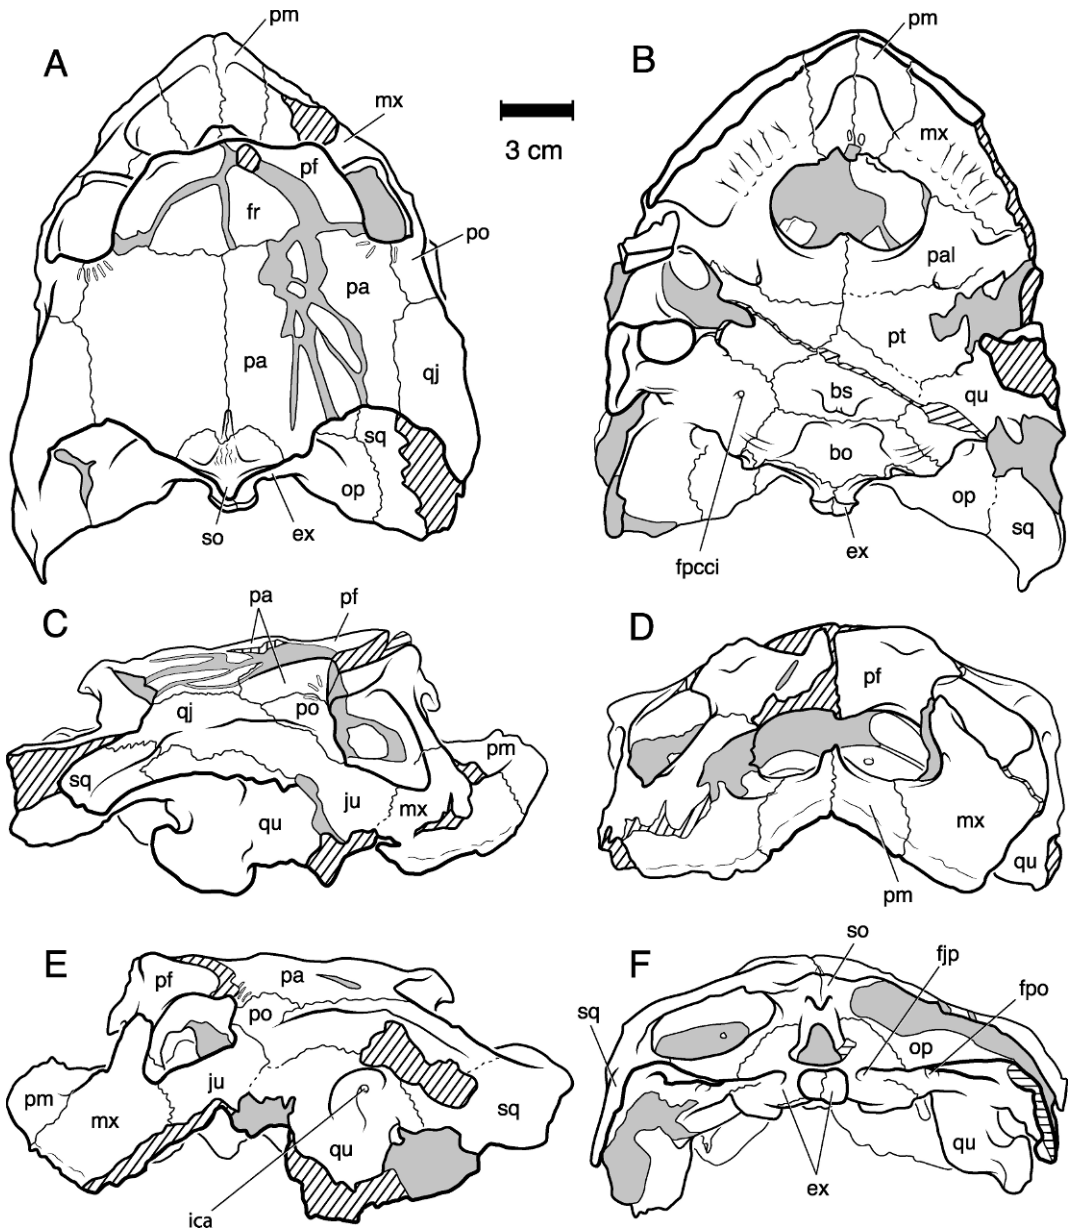 A
pm
mx
pf
fr
po
pa
pa
qj
sq
op
so
ex
3 cm
B
pm
mx
pal
pt
qu
bs
bo
op
sq
ex
fpcci
C
pa
pf
qj
po
pm
sq
ju
mx
qu
D
pf
mx
qu
pm
E
pf
pa
po
pm
ju
mx
sq
qu
ica
F
so
fjp
fpo
sq
op
qu
ex